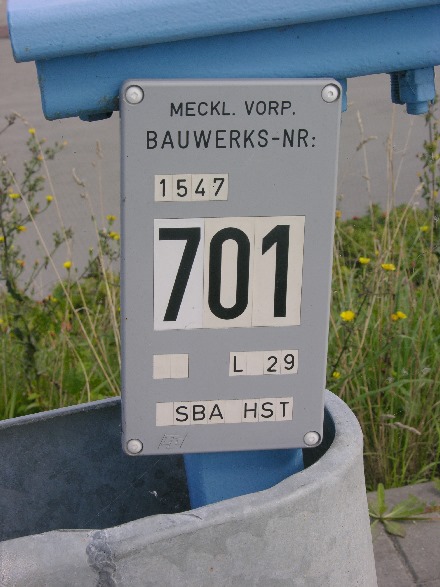 MECKL. VORP.
BAUWERKS-NR:
1547
701
L 29
SBA HST